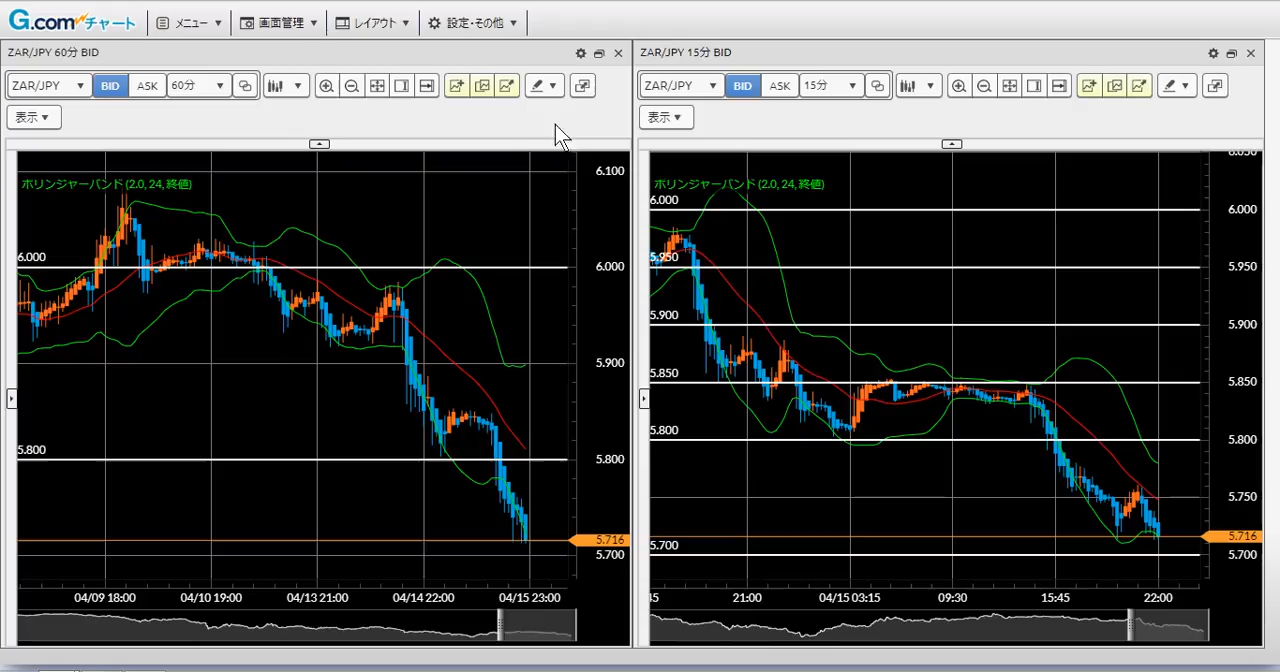 G.comチャート メニュー 画面管理 レイアウト 設定・その他
ZAR/JPY 60分 BID
ZAR/JPY BID ASK 60分
表示
ボリンジャーバンド (2.0, 24, 終値)
6.100
6.000 6.000
5.900
5.800 5.800
5.716
5.700
04/09 18:00 04/10 19:00 04/13 21:00 04/14 22:00 04/15 23:00
ZAR/JPY 15分 BID
ZAR/JPY BID ASK 15分
表示
6.050
ボリンジャーバンド (2.0, 24, 終値)
6.000 6.000
5.950 5.950
5.900 5.900
5.850 5.850
5.800 5.800
5.750
5.716
5.700 5.700
45 21:00 04/15 03:15 09:30 15:45 22:00